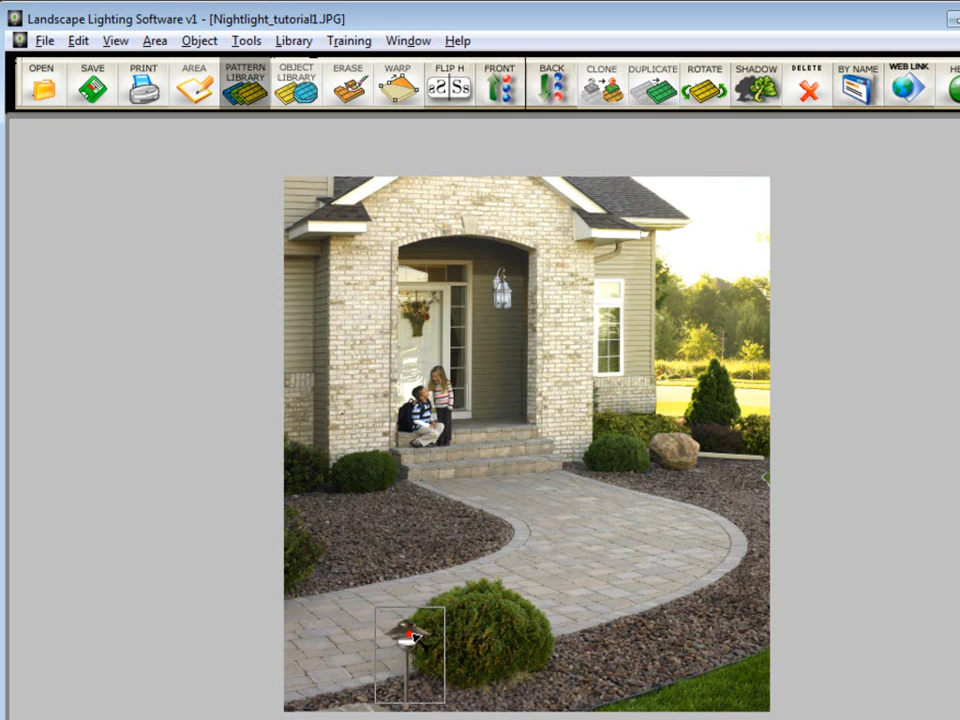 Landscape Lighting Software v1 - [Nightlight_tutorial1.JPG]
File Edit View Area Object Tools Library Training Window Help
OPEN SAVE PRINT AREA PATTERN LIBRARY OBJECT LIBRARY ERASE WARP FLIP H FRONT BACK CLONE DUPLICATE ROTATE SHADOW DELETE BY NAME WEB LINK